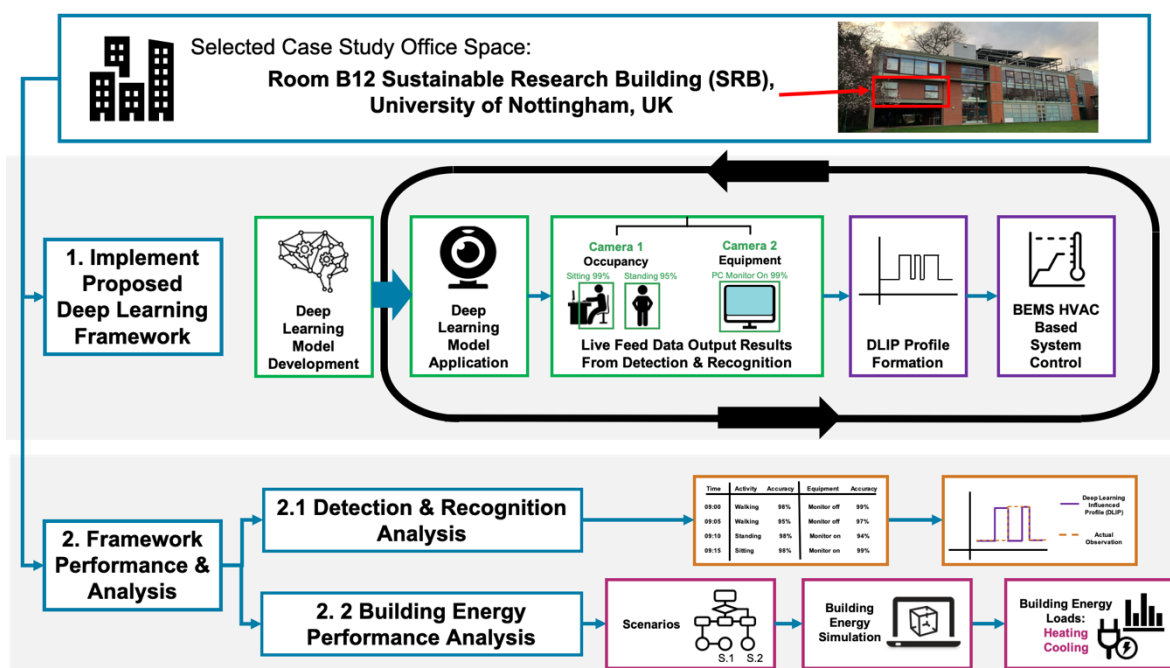 Selected Case Study Office Space:
Room B12 Sustainable Research Building (SRB),
University of Nottingham, UK
1. Implement
Proposed
Deep Learning
Framework
Deep
Learning
Model
Development
Deep
Learning
Model
Application
Camera 1
Occupancy
Sitting 99%
Standing 95%
Camera 2
Equipment
PC Monitor On 99%
Live Feed Data Output Results
From Detection & Recognition
DLIP Profile
Formation
BEMS HVAC
Based
System
Control
2. Framework
Performance &
Analysis
2.1 Detection & Recognition
Analysis
Time Activity Accuracy Equipment Accuracy
09:00 Walking 98% Monitor off 99%
09:05 Walking 95% Monitor off 97%
09:10 Standing 98% Monitor on 94%
09:15 Sitting 98% Monitor on 99%
Deep Learning
Influenced
Profile (DLIP)
Actual
Observation
2. 2 Building Energy
Performance Analysis
Scenarios
S.1 S.2
Building
Energy
Simulation
Building Energy
Loads:
Heating
Cooling